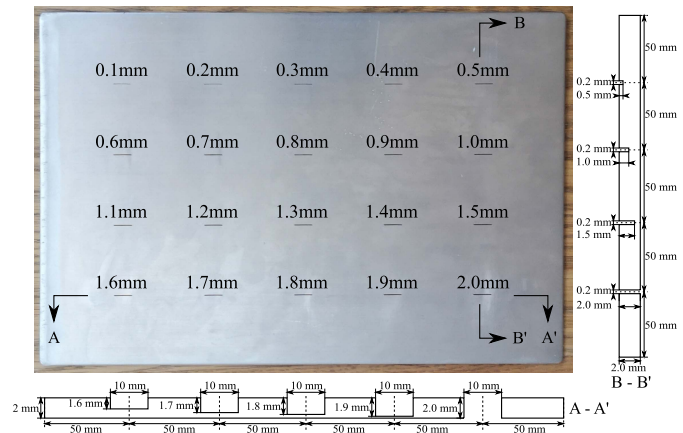 B
0.1mm 0.2mm 0.3mm 0.4mm 0.5mm
0.6mm 0.7mm 0.8mm 0.9mm 1.0mm
1.1mm 1.2mm 1.3mm 1.4mm 1.5mm
1.6mm 1.7mm 1.8mm 1.9mm 2.0mm
A B' A'
50 mm
0.2 mm
0.5 mm
50 mm
0.2 mm
1.0 mm
50 mm
0.2 mm
1.5 mm
50 mm
0.2 mm
2.0 mm
50 mm
2.0 mm
B - B'
10 mm 10 mm 10 mm 10 mm 10 mm
2 mm 1.6 mm 1.7 mm 1.8 mm 1.9 mm 2.0 mm A - A'
50 mm 50 mm 50 mm 50 mm 50 mm 50 mm